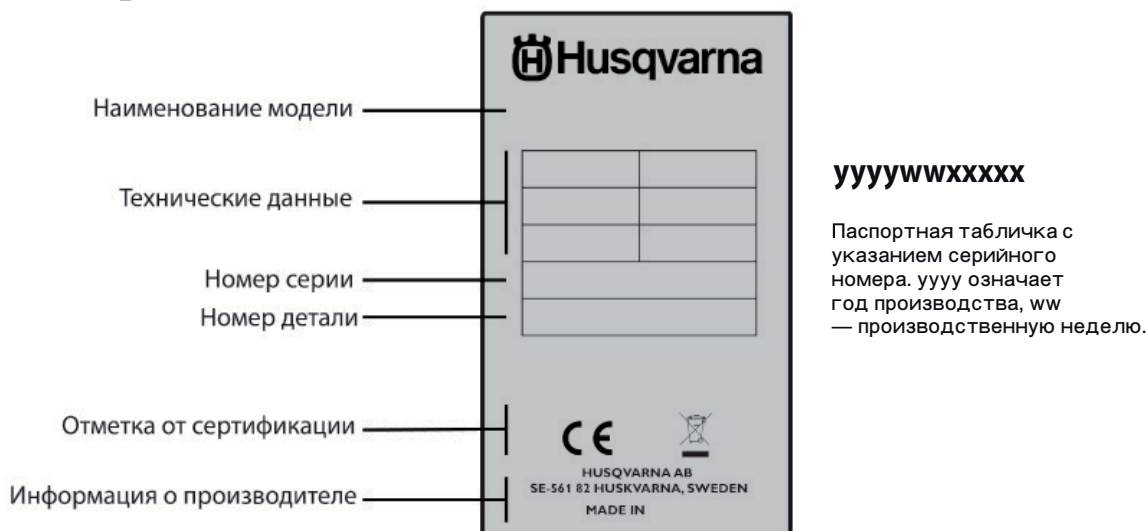 Husqvarna
Наименование модели
Технические данные
Номер серии
Номер детали
Отметка от сертификации
Информация о производителе
CE
HUSQVARNA AB
SE-561 82 HUSKVARNA, SWEDEN
MADE IN
yyyywwxxxxx
Паспортная табличка с
указанием серийного
номера. yyyy означает
год производства, ww
— производственную неделю.